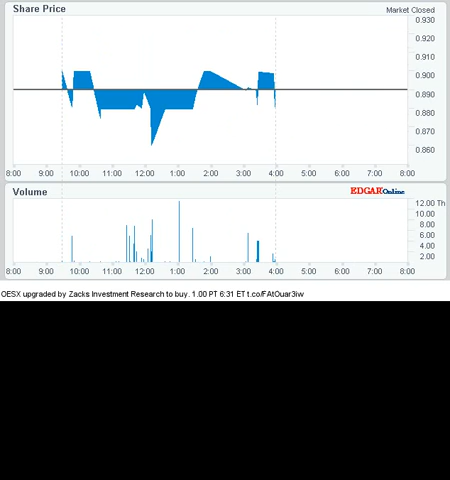 Share Price
Market Closed
0.930
0.920
0.910
0.900
0.890
0.880
0.870
0.860
8:00 9:00 10:00 11:00 12:00 1:00 2:00 3:00 4:00 5:00 6:00 7:00 8:00
Volume
EDGAR Online
12.00 Th
10.00
8.00
6.00
4.00
2.00
8:00 9:00 10:00 11:00 12:00 1:00 2:00 3:00 4:00 5:00 6:00 7:00 8:00
OESX upgraded by Zacks Investment Research to buy. 1.00 PT 6:31 ET t.co/FAtOuar3iw